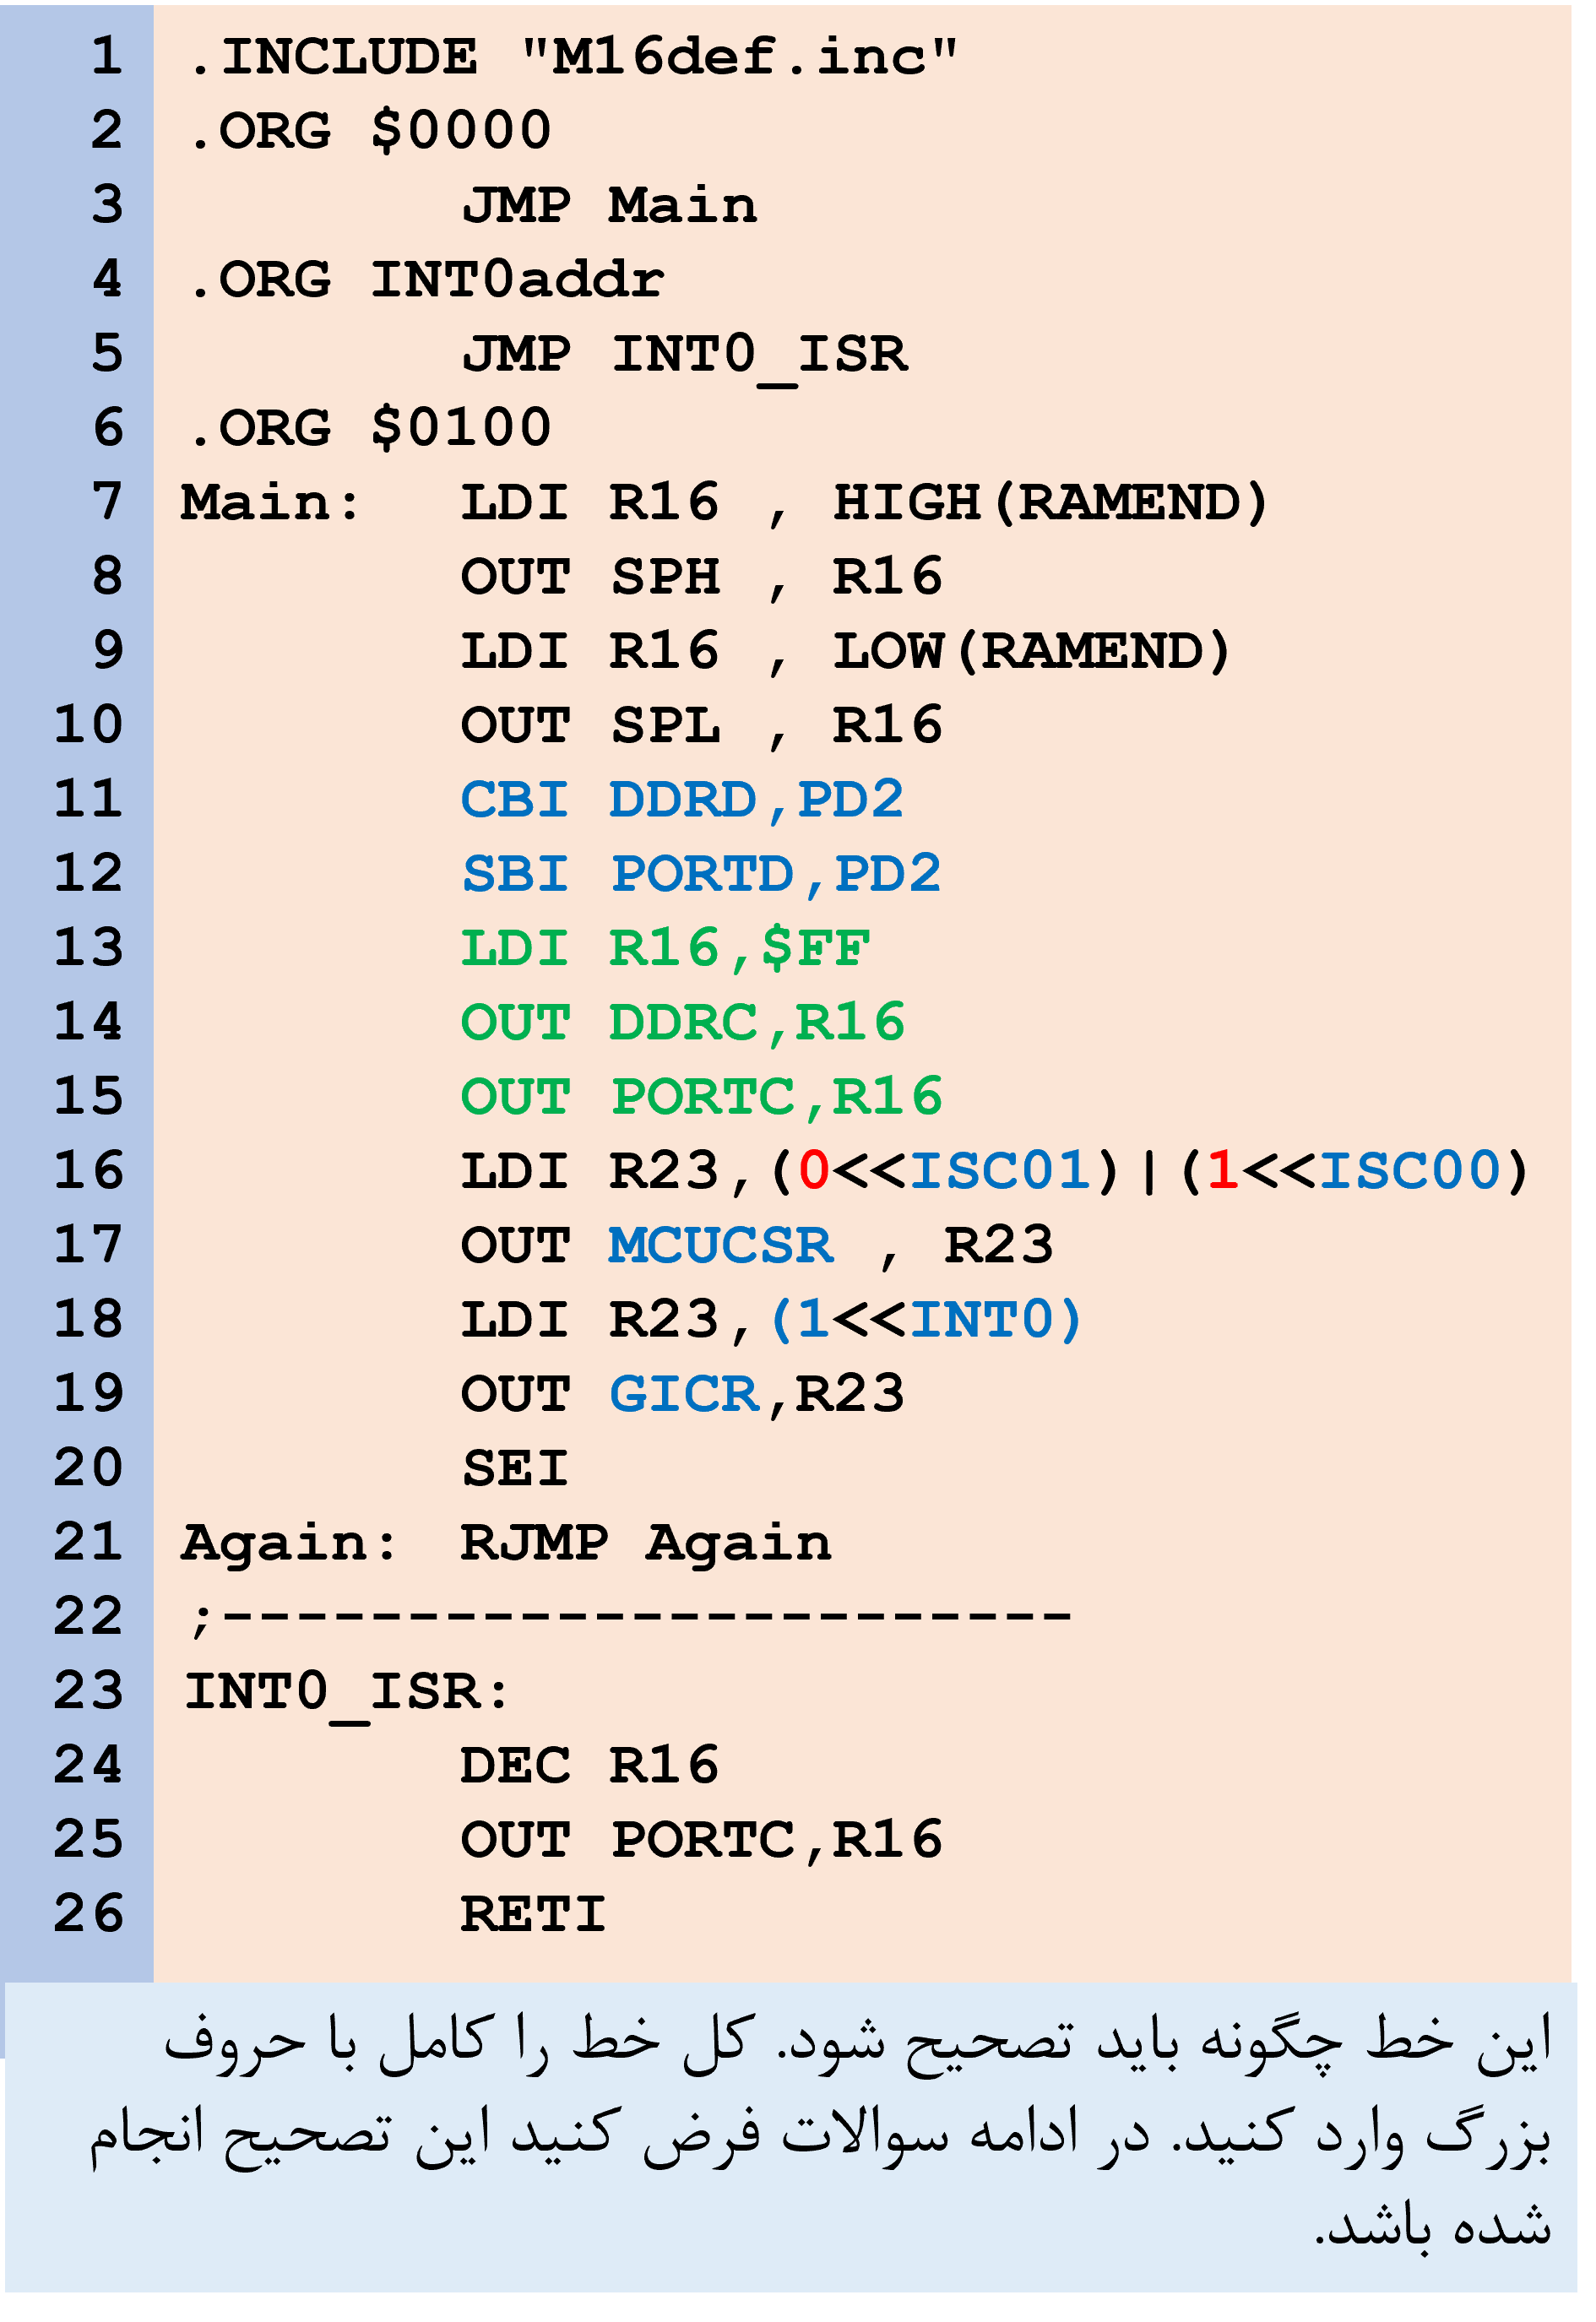 1 .INCLUDE "M16def.inc"
2 .ORG $0000
3 JMP Main
4 .ORG INT0addr
5 JMP INT0_ISR
6 .ORG $0100
7 Main: LDI R16 , HIGH(RAMEND)
8 OUT SPH , R16
9 LDI R16 , LOW(RAMEND)
10 OUT SPL , R16
11 CBI DDRD,PD2
12 SBI PORTD,PD2
13 LDI R16,$FF
14 OUT DDRC,R16
15 OUT PORTC,R16
16 LDI R23,(0<<ISC01)|(1<<ISC00)
17 OUT MCUCSR , R23
18 LDI R23,(1<<INT0)
19 OUT GICR,R23
20 SEI
21 Again: RJMP Again
22 ;-----------------------
23 INT0_ISR:
24 DEC R16
25 OUT PORTC,R16
26 RETI
این خط چگونه باید تصحیح شود. کل خط را کامل با حروف
بزرگ وارد کنید. در ادامه سوالات فرض کنید این تصحیح انجام
شده باشد.